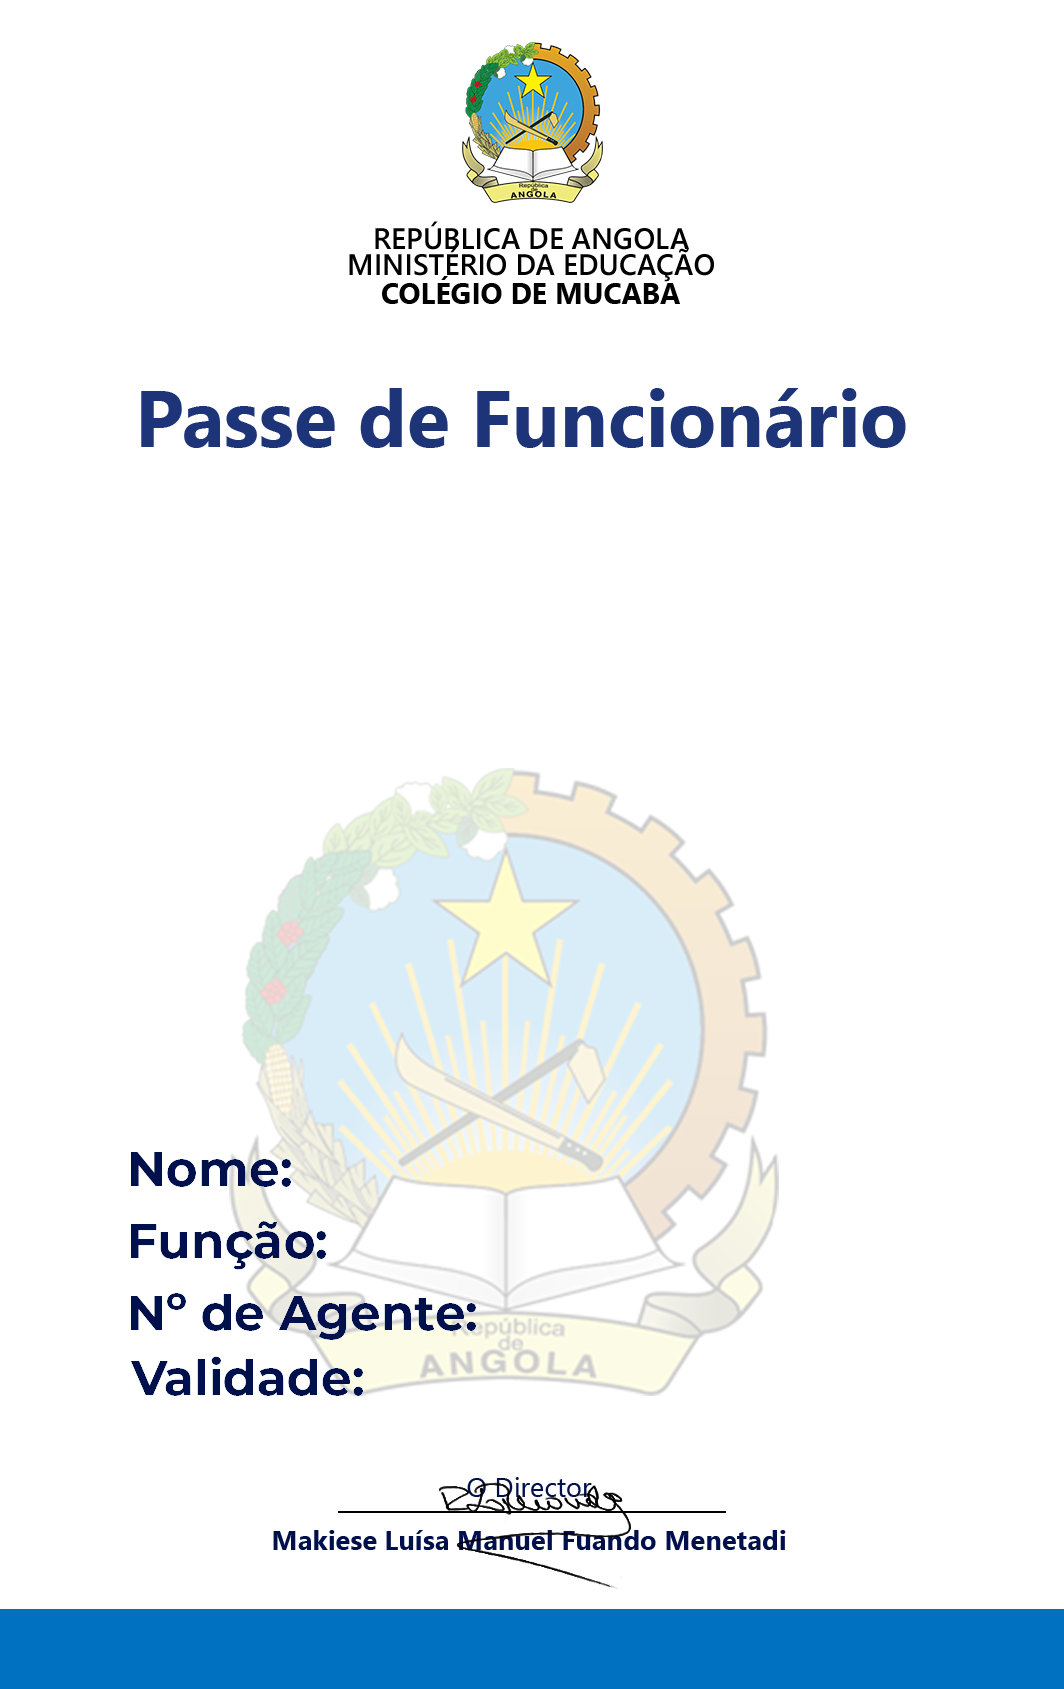 República
de
ANGOLA
REPÚBLICA DE ANGOLA
MINISTÉRIO DA EDUCAÇÃO
COLÉGIO DE MUCABA
Passe de Funcionário
Nome:
Função:
Nº de Agente:
República
de
ANGOLA
Validade:
O Director
Makiese Luísa Manuel Fuando Menetadi